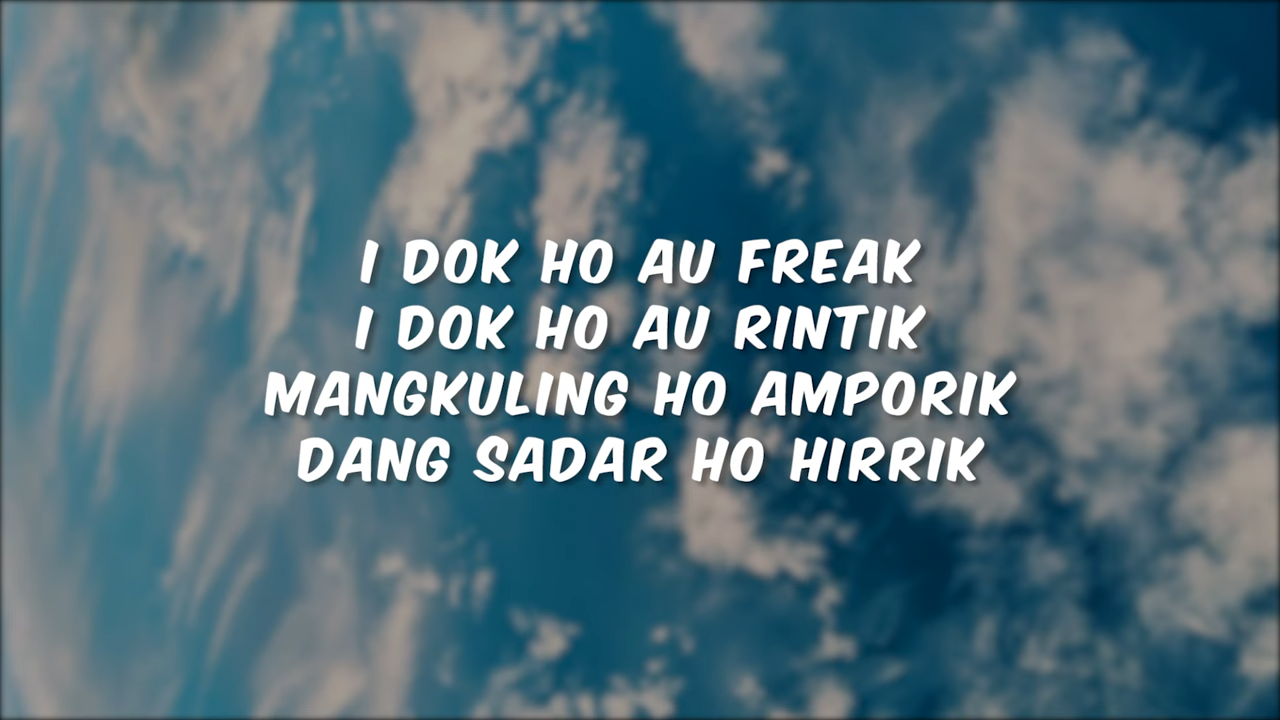 I DOK HO AU FREAK
I DOK HO AU RINTIK
MANGKULING HO AMPORIK
DANG SADAR HO HIRRIK